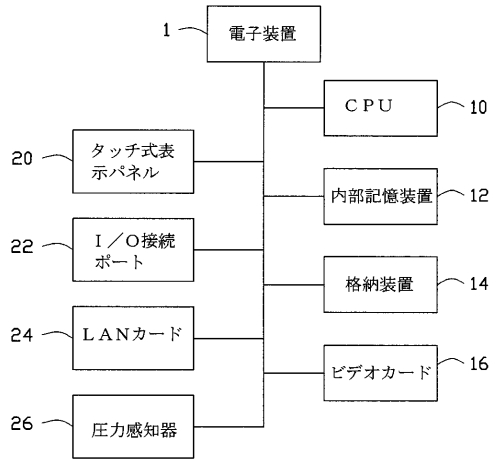 1
電子装置
CPU
10
20
タッチ式表
示パネル
内部記憶装置
12
22
I/O接続
ポート
格納装置
14
24
LANカード
ビデオカード
16
26
圧力感知器